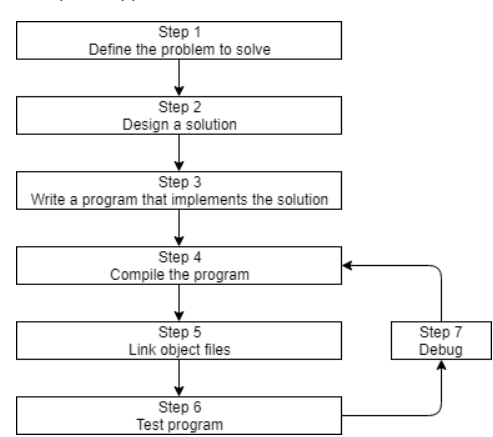 Step 1
Define the problem to solve
Step 2
Design a solution
Step 3
Write a program that implements the solution
Step 4
Compile the program
Step 5
Link object files
Step 7
Debug
Step 6
Test program